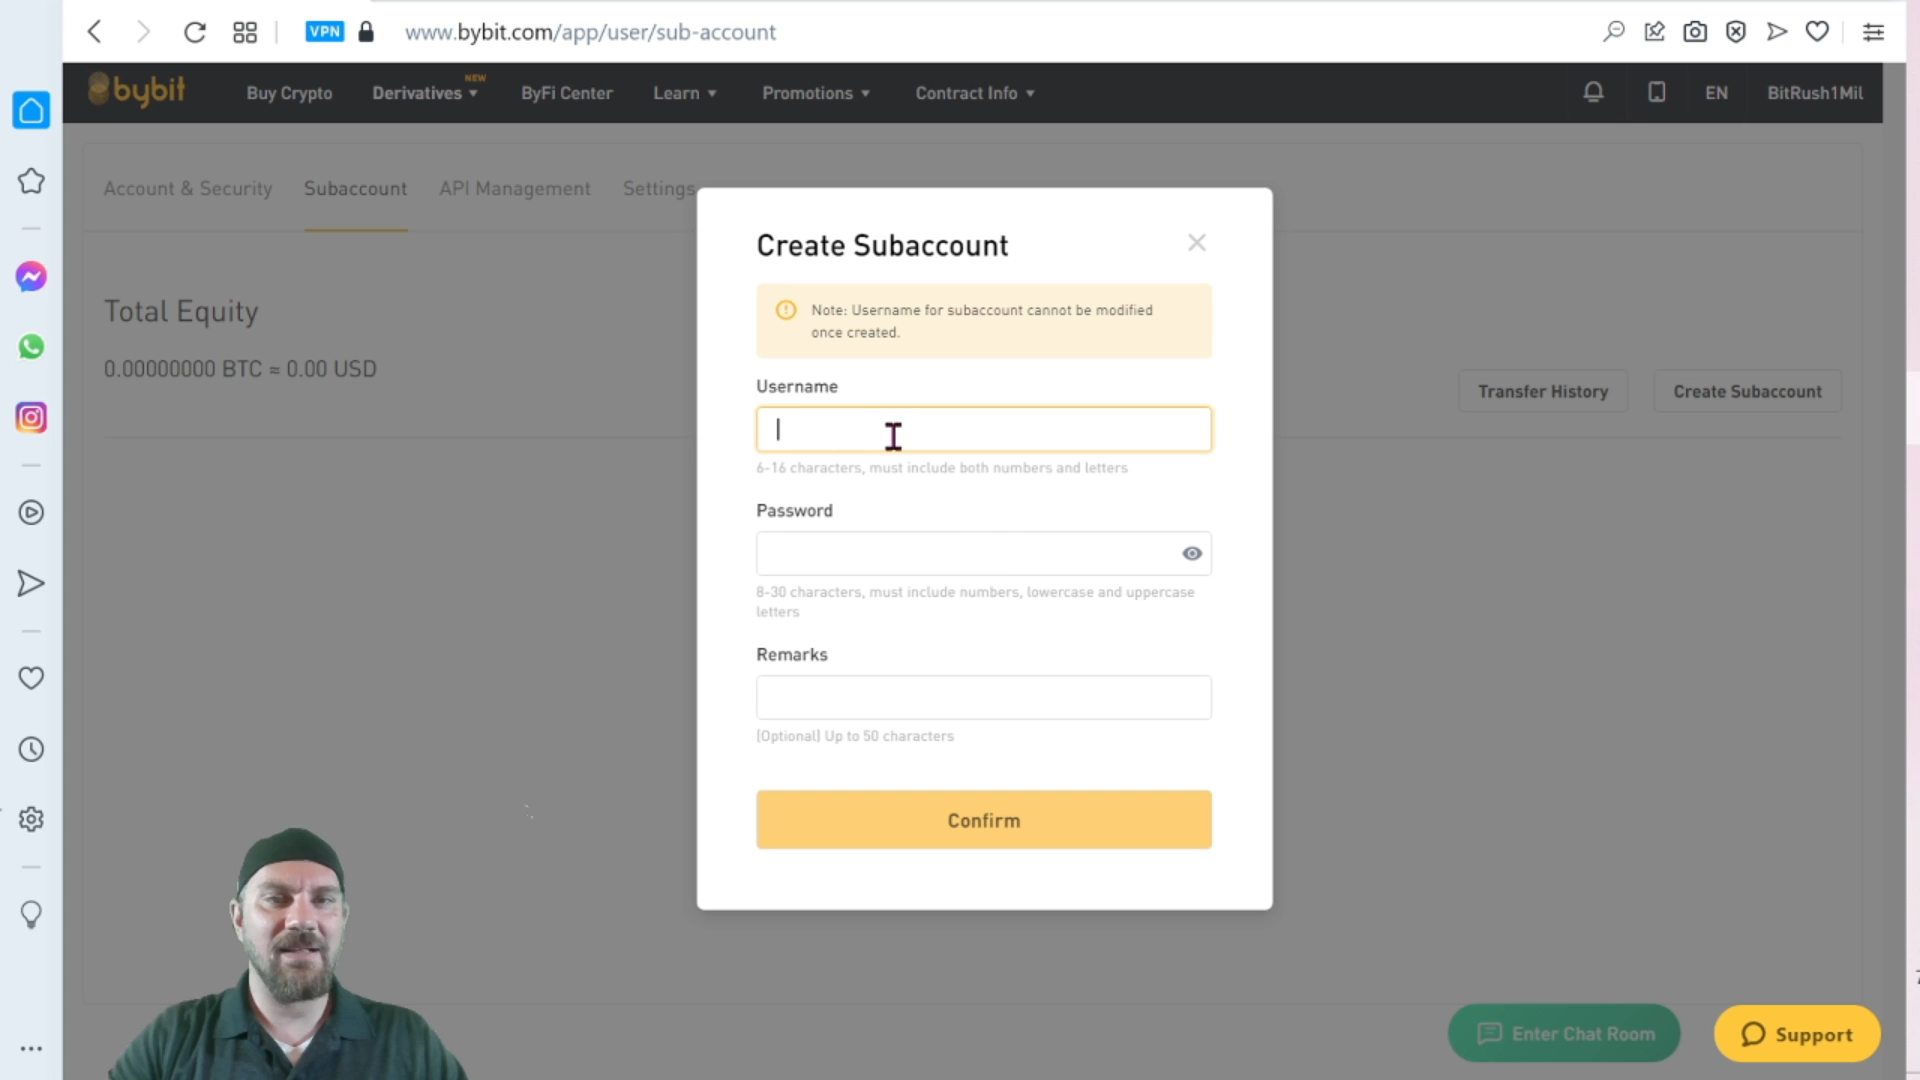 VPN
www.bybit.com/app/user/sub-account
bybit
Buy Crypto
Derivatives
NEW
ByFi Center
Learn
Promotions
Contract Info
EN
BitRush1Mil
Account & Security
Subaccount
API Management
Settings
Total Equity
0.00000000 BTC ≈ 0.00 USD
Transfer History
Create Subaccount
Create Subaccount
Note: Username for subaccount cannot be modified
once created.
Username
6-16 characters, must include both numbers and letters
Password
8-30 characters, must include numbers, lowercase and uppercase
letters
Remarks
(Optional) Up to 50 characters
Confirm
Enter Chat Room
Support